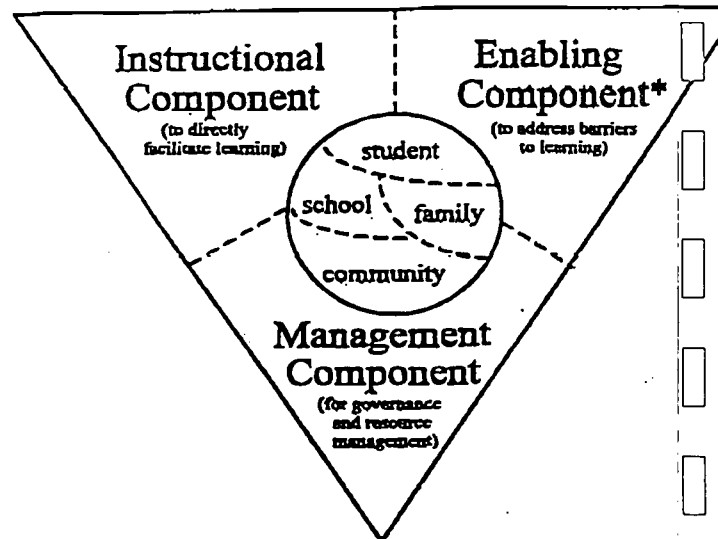 Instructional
Component
(to directly
facilitate learning)
Enabling
Component*
(to address barriers
to learning)
student
school
family
community
Management
Component
(for governance
and resource
management)